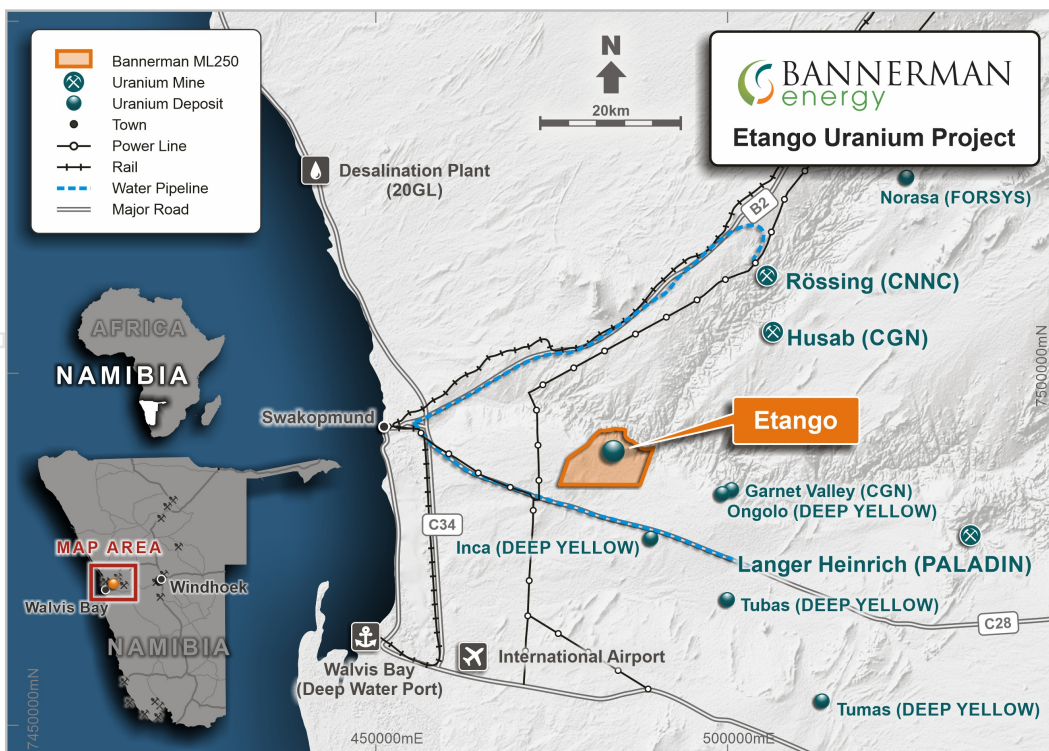 Bannerman ML250
Uranium Mine
Uranium Deposit
Town
Power Line
Rail
Water Pipeline
Major Road
N
20km
BANNERMAN
energy
Etango Uranium Project
Desalination Plant
(20GL)
B2
Norasa (FORSYS)
Rössing (CNNC)
Husab (CGN)
7500000mN
AFRICA
NAMIBIA
Swakopmund
Etango
Garnet Valley (CGN)
Ongolo (DEEP YELLOW)
C34
Inca (DEEP YELLOW)
Langer Heinrich (PALADIN)
MAP AREA
Windhoek
Walvis Bay
NAMIBIA
Tubas (DEEP YELLOW)
C28
Walvis Bay
(Deep Water Port)
International Airport
Tumas (DEEP YELLOW)
7450000mN
450000mE
500000mE